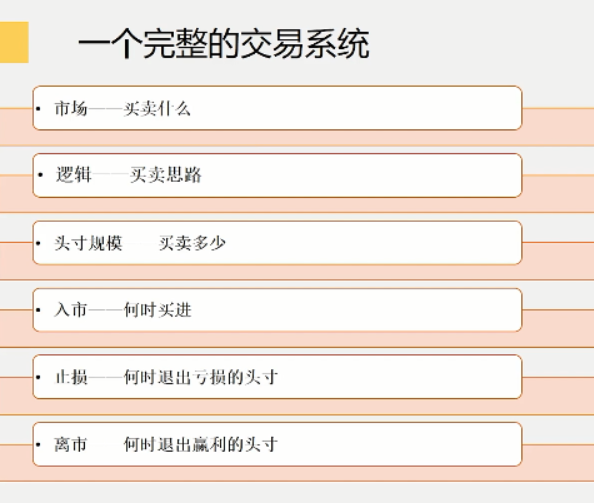 一个完整的交易系统
• 市场——买卖什么
• 逻辑——买卖思路
• 头寸规模——买卖多少
• 入市——何时买进
• 止损——何时退出亏损的头寸
• 离市——何时退出赢利的头寸